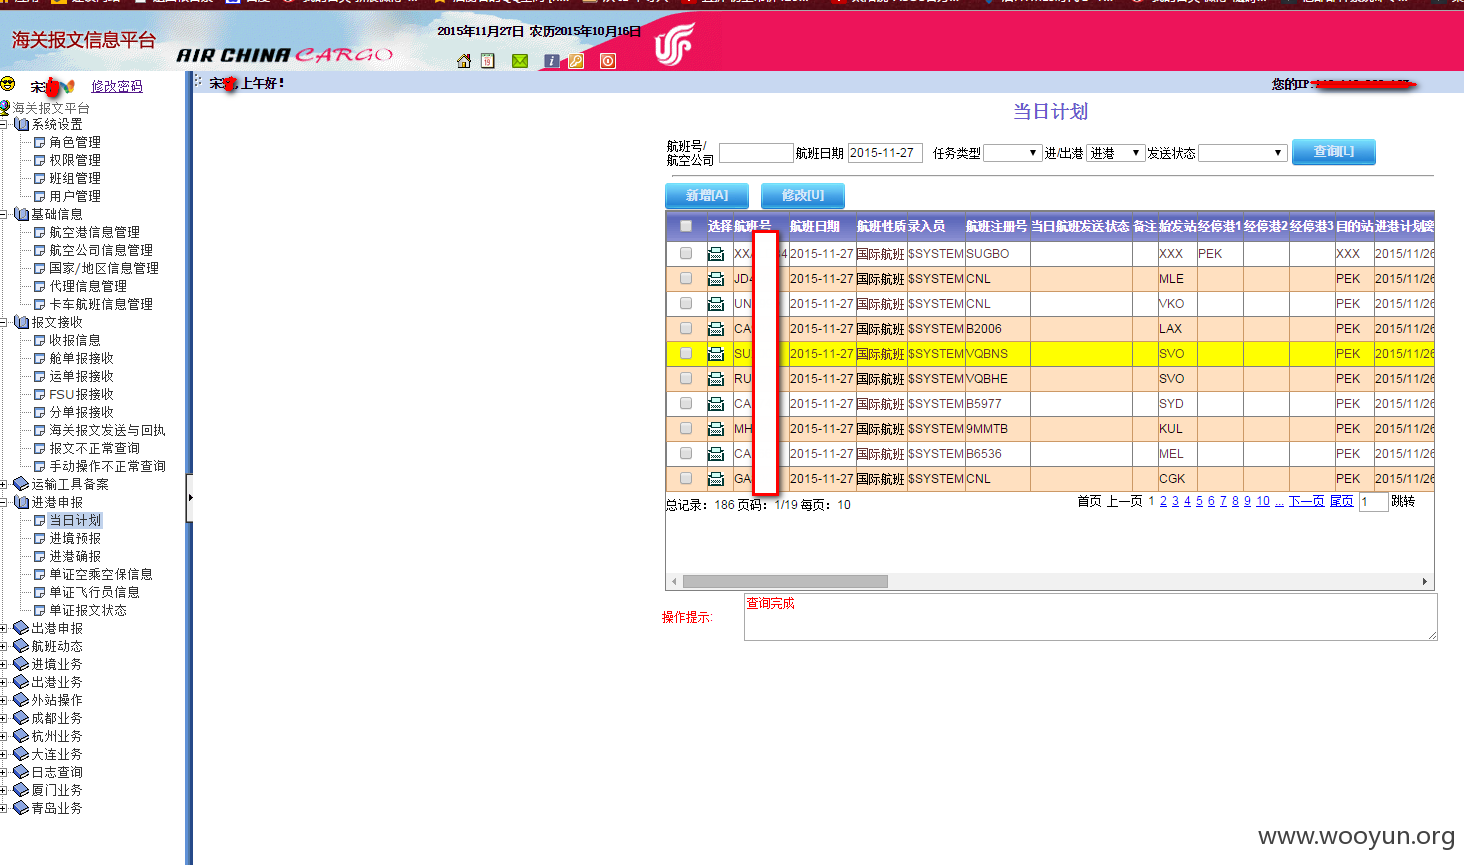 海关报文信息平台
AIR CHINA CARGO
2015年11月27日 农历2015年10月16日
修改密码
上午好!
您的IP:
海关报文平台
系统设置
角色管理
权限管理
班组管理
用户管理
基础信息
航空港信息管理
航空公司信息管理
国家/地区信息管理
代理信息管理
卡车航班信息管理
报文接收
收报信息
舱单报接收
运单报接收
FSU报接收
分单报接收
海关报文发送与回执
报文不正常查询
手动操作不正常查询
运输工具备案
进港申报
当日计划
进境预报
进港确报
单证空乘空保信息
单证飞行员信息
单证报文状态
出港申报
航班动态
进境业务
出港业务
外站操作
成都业务
杭州业务
大连业务
日志查询
厦门业务
青岛业务
当日计划
航班号/航空公司 航班日期 2015-11-27 任务类型 进/出港 进港 发送状态 查询[L]
新增[A] 修改[U]
选择 航班号 航班日期 航班性质 录入员 航班注册号 当日航班发送状态 备注 始发站 经停港1 经停港2 经停港3 目的站 进港计划
XX 4 2015-11-27 国际航班 $SYSTEM SUGBO XXX PEK XXX 2015/11/26
JD 2015-11-27 国际航班 $SYSTEM CNL MLE PEK 2015/11/26
UN 2015-11-27 国际航班 $SYSTEM CNL VKO PEK 2015/11/26
CA 2015-11-27 国际航班 $SYSTEM B2006 LAX PEK 2015/11/26
SU 2015-11-27 国际航班 $SYSTEM VQBNS SVO PEK 2015/11/26
RU 2015-11-27 国际航班 $SYSTEM VQBHE SVO PEK 2015/11/26
CA 2015-11-27 国际航班 $SYSTEM B5977 SYD PEK 2015/11/26
MH 2015-11-27 国际航班 $SYSTEM 9MMTB KUL PEK 2015/11/26
CA 2015-11-27 国际航班 $SYSTEM B6536 MEL PEK 2015/11/26
GA 2015-11-27 国际航班 $SYSTEM CNL CGK PEK 2015/11/26
总记录：186 页码：1/19 每页：10 首页 上一页 1 2 3 4 5 6 7 8 9 10 ... 下一页 尾页 1 跳转
操作提示: 查询完成
www.wooyun.org